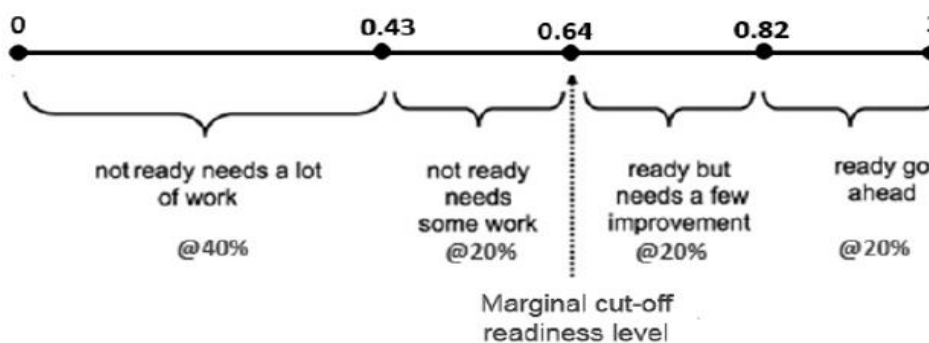 0 0.43 0.64 0.82
not ready needs a lot
of work
@40%
not ready
needs
some work
@20%
ready but
needs a few
improvement
@20%
ready go
ahead
@20%
Marginal cut-off
readiness level